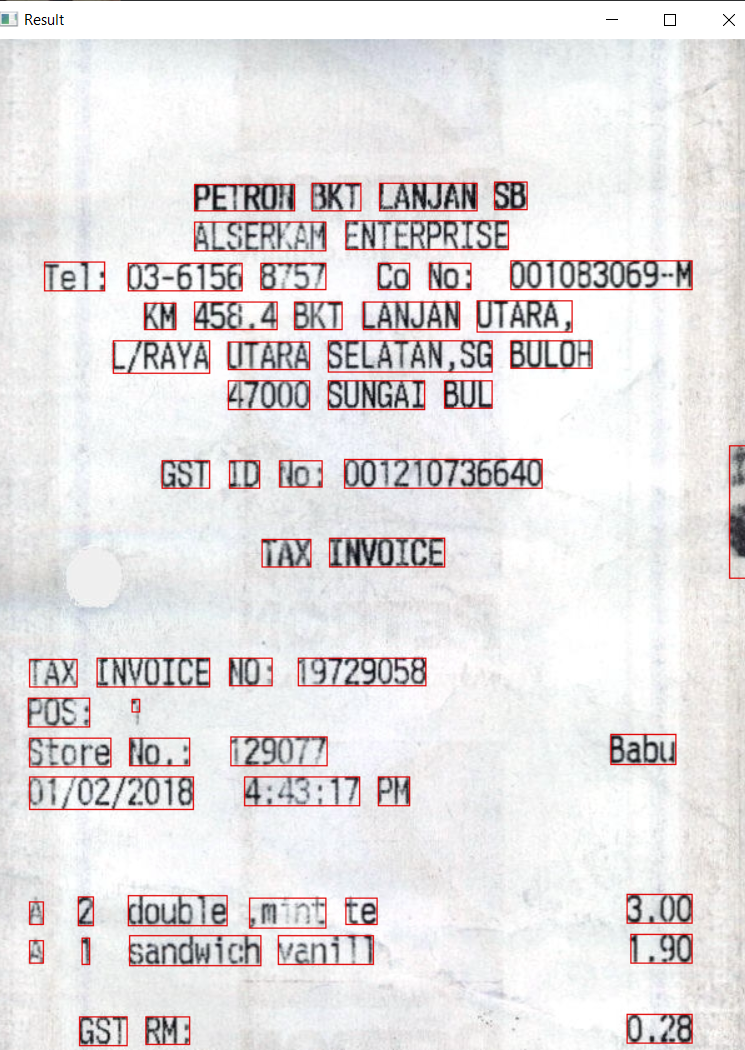 Result
PETRON BKT LANJAN SB
ALSERKAM ENTERPRISE
Tel: 03-6156 8757 Co No: 001083069-M
KM 458.4 BKT LANJAN UTARA,
L/RAYA UTARA SELATAN,SG BULOH
47000 SUNGAI BUL
GST ID No: 001210736640
TAX INVOICE
TAX INVOICE NO: 19729058
POS: 1
Store No.: 129077 Babu
01/02/2018 4:43:17 PM
A 2 double ,mint te 3.00
A 1 sandwich vanill 1.90
GST RM: 0.28